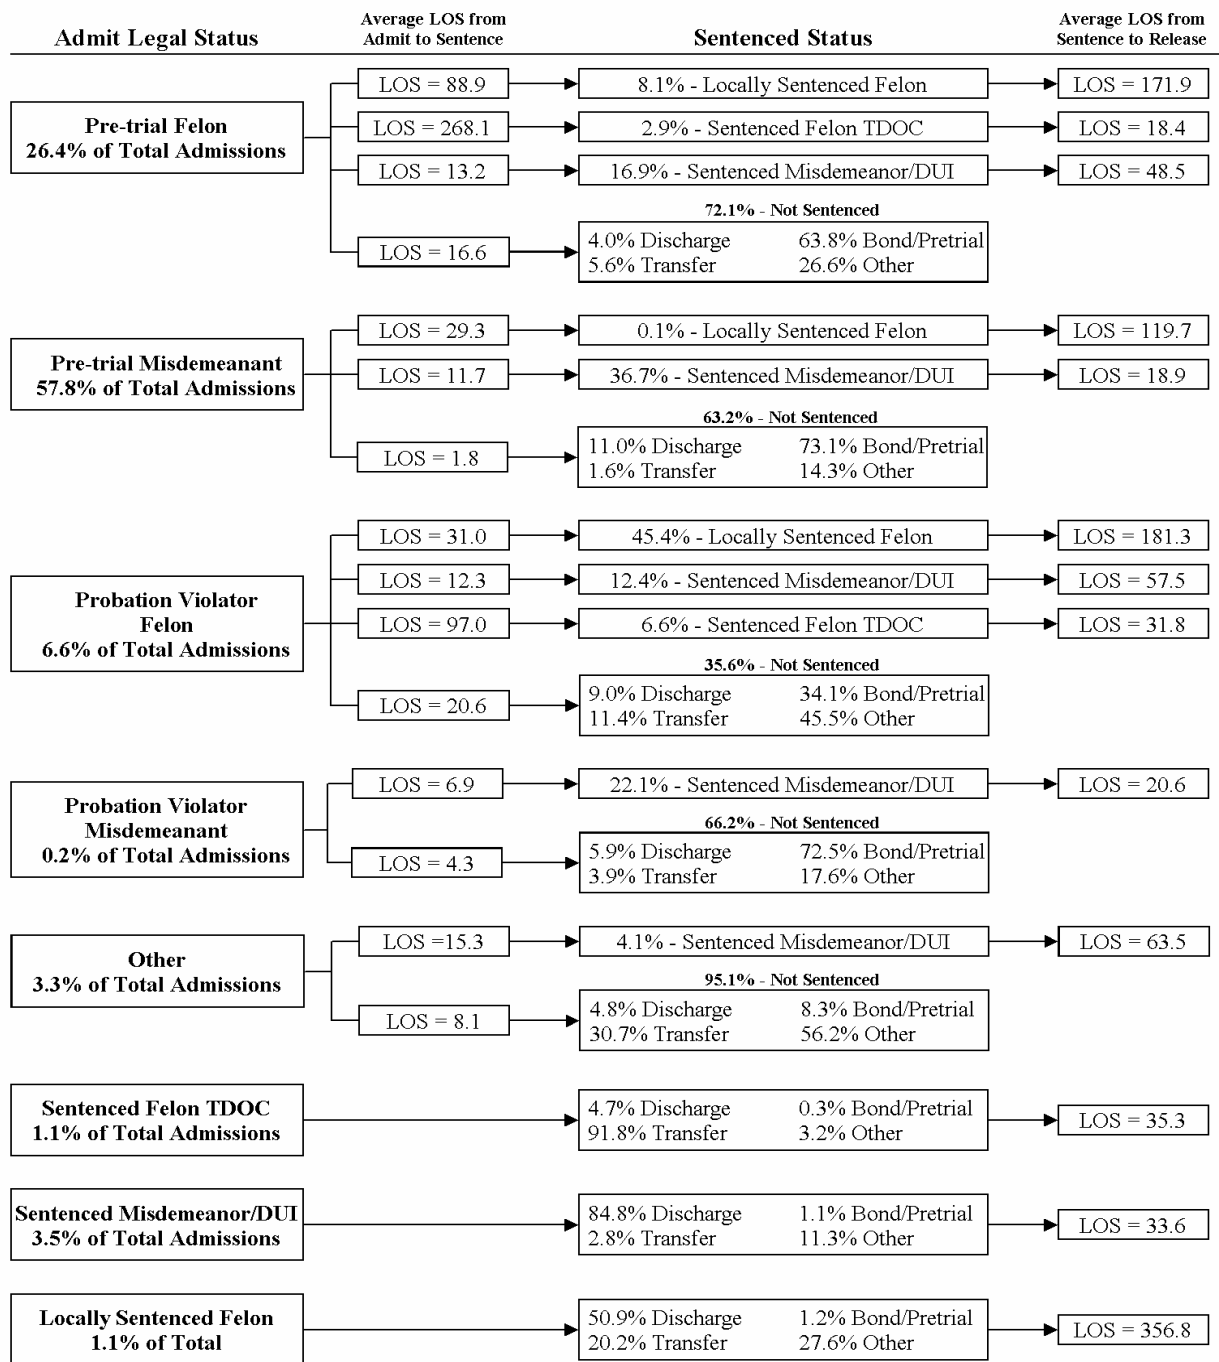 Admit Legal Status
Average LOS from
Admit to Sentence
Sentenced Status
Average LOS from
Sentence to Release
Pre-trial Felon
26.4% of Total Admissions
LOS = 88.9
8.1% - Locally Sentenced Felon
LOS = 171.9
LOS = 268.1
2.9% - Sentenced Felon TDOC
LOS = 18.4
LOS = 13.2
16.9% - Sentenced Misdemeanor/DUI
LOS = 48.5
72.1% - Not Sentenced
LOS = 16.6
4.0% Discharge 63.8% Bond/Pretrial
5.6% Transfer 26.6% Other
Pre-trial Misdemeanant
57.8% of Total Admissions
LOS = 29.3
0.1% - Locally Sentenced Felon
LOS = 119.7
LOS = 11.7
36.7% - Sentenced Misdemeanor/DUI
LOS = 18.9
63.2% - Not Sentenced
LOS = 1.8
11.0% Discharge 73.1% Bond/Pretrial
1.6% Transfer 14.3% Other
Probation Violator
Felon
6.6% of Total Admissions
LOS = 31.0
45.4% - Locally Sentenced Felon
LOS = 181.3
LOS = 12.3
12.4% - Sentenced Misdemeanor/DUI
LOS = 57.5
LOS = 97.0
6.6% - Sentenced Felon TDOC
LOS = 31.8
35.6% - Not Sentenced
LOS = 20.6
9.0% Discharge 34.1% Bond/Pretrial
11.4% Transfer 45.5% Other
Probation Violator
Misdemeanant
0.2% of Total Admissions
LOS = 6.9
22.1% - Sentenced Misdemeanor/DUI
LOS = 20.6
66.2% - Not Sentenced
LOS = 4.3
5.9% Discharge 72.5% Bond/Pretrial
3.9% Transfer 17.6% Other
Other
3.3% of Total Admissions
LOS =15.3
4.1% - Sentenced Misdemeanor/DUI
LOS = 63.5
95.1% - Not Sentenced
LOS = 8.1
4.8% Discharge 8.3% Bond/Pretrial
30.7% Transfer 56.2% Other
Sentenced Felon TDOC
1.1% of Total Admissions
4.7% Discharge 0.3% Bond/Pretrial
91.8% Transfer 3.2% Other
LOS = 35.3
Sentenced Misdemeanor/DUI
3.5% of Total Admissions
84.8% Discharge 1.1% Bond/Pretrial
2.8% Transfer 11.3% Other
LOS = 33.6
Locally Sentenced Felon
1.1% of Total
50.9% Discharge 1.2% Bond/Pretrial
20.2% Transfer 27.6% Other
LOS = 356.8